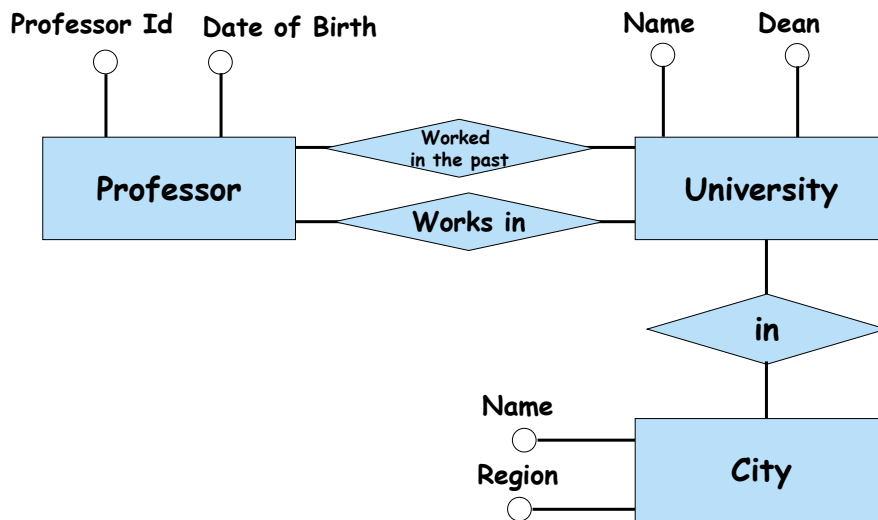 Professor Id
Date of Birth
Name
Dean
Worked
in the past
Professor
University
Works in
in
Name
Region
City